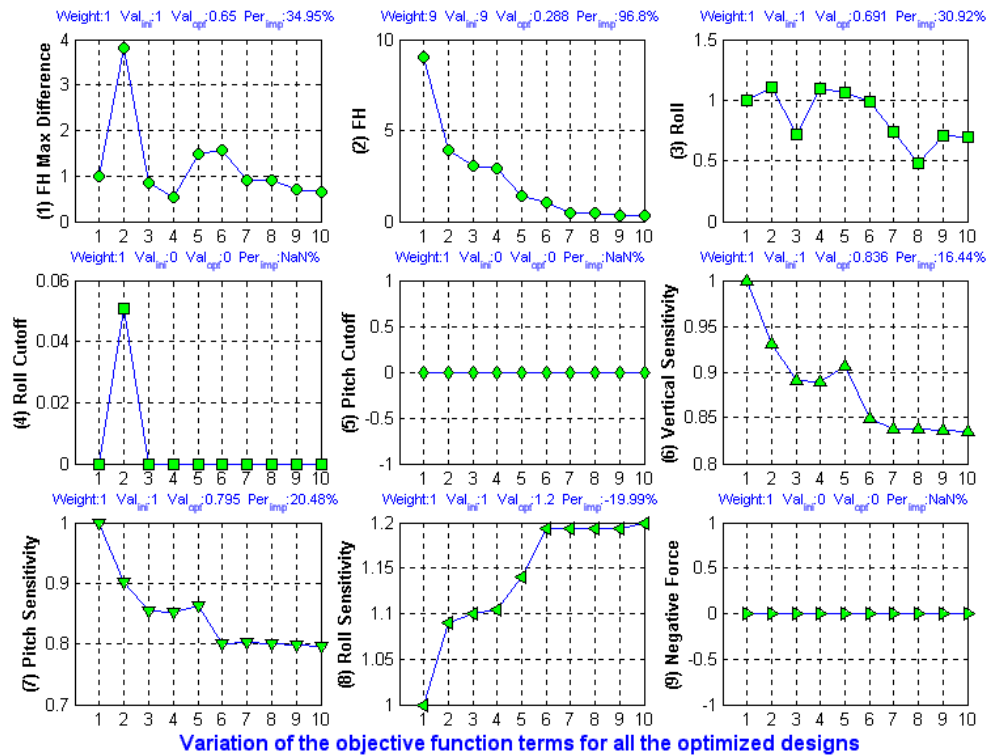 Weight:1 Val_ini:1 Val_opt:0.65 Per_imp:34.95%
Weight:9 Val_ini:9 Val_opt:0.288 Per_imp:96.8%
Weight:1 Val_ini:1 Val_opt:0.691 Per_imp:30.92%
(1) FH Max Difference
4
3
2
1
0
1 2 3 4 5 6 7 8 9 10
(2) FH
10
5
0
1 2 3 4 5 6 7 8 9 10
(3) Roll
1.5
1
0.5
0
1 2 3 4 5 6 7 8 9 10
Weight:1 Val_ini:0 Val_opt:0 Per_imp:NaN%
Weight:1 Val_ini:0 Val_opt:0 Per_imp:NaN%
Weight:1 Val_ini:1 Val_opt:0.836 Per_imp:16.44%
(4) Roll Cutoff
0.06
0.04
0.02
0
1 2 3 4 5 6 7 8 9 10
(5) Pitch Cutoff
1
0.5
0
-0.5
-1
1 2 3 4 5 6 7 8 9 10
(6) Vertical Sensitivity
1
0.95
0.9
0.85
0.8
1 2 3 4 5 6 7 8 9 10
Weight:1 Val_ini:1 Val_opt:0.795 Per_imp:20.48%
Weight:1 Val_ini:1 Val_opt:1.2 Per_imp:-19.99%
Weight:1 Val_ini:0 Val_opt:0 Per_imp:NaN%
(7) Pitch Sensitivity
1
0.9
0.8
0.7
1 2 3 4 5 6 7 8 9 10
(8) Roll Sensitivity
1.2
1.15
1.1
1.05
1
1 2 3 4 5 6 7 8 9 10
(9) Negative Force
1
0.5
0
-0.5
-1
1 2 3 4 5 6 7 8 9 10
Variation of the objective function terms for all the optimized designs